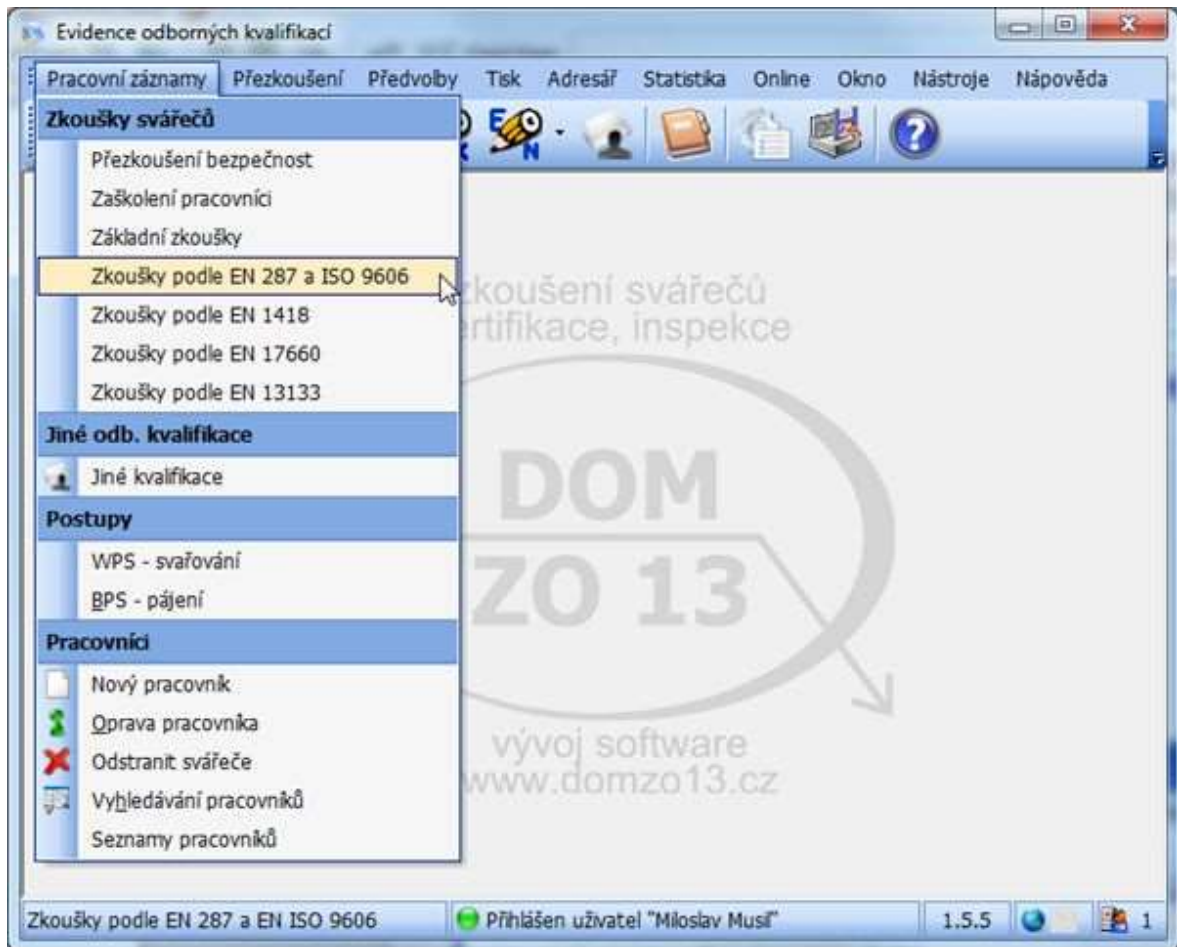 Evidence odborných kvalifikací
Pracovní záznamy Přezkoušení Předvolby Tisk Adresář Statistika Online Okno Nástroje Nápověda
Zkoušky svářečů
Přezkoušení bezpečnost
Zaškolení pracovníci
Základní zkoušky
Zkoušky podle EN 287 a ISO 9606
Zkoušky podle EN 1418
Zkoušky podle EN 17660
Zkoušky podle EN 13133
Jiné odb. kvalifikace
Jiné kvalifikace
Postupy
WPS - svařování
BPS - pájení
Pracovníci
Nový pracovník
Oprava pracovníka
Odstranit svářeče
Vyhledávání pracovníků
Seznamy pracovníků
E N
svářečů
inspekce
DOM
ZO 13
vývoj software
www.domzo13.cz
Zkoušky podle EN 287 a EN ISO 9606 Přihlášen uživatel "Miloslav Musil" 1.5.5 1